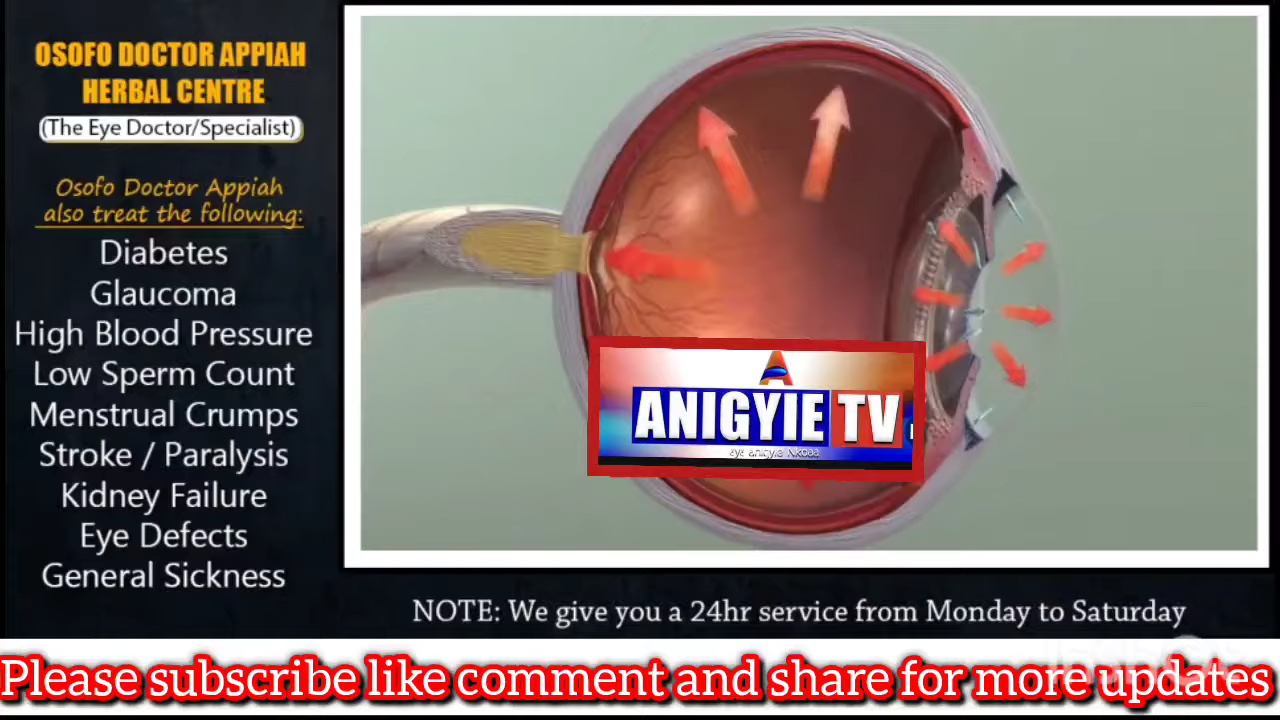 OSOFO DOCTOR APPIAH
HERBAL CENTRE
(The Eye Doctor/Specialist)
Osofo Doctor Appiah
also treat the following:
Diabetes
Glaucoma
High Blood Pressure
Low Sperm Count
Menstrual Crumps
Stroke / Paralysis
Kidney Failure
Eye Defects
General Sickness
A
ANIGYIE TV
NOTE: We give you a 24hr service from Monday to Saturday
Please subscribe like comment and share for more updates